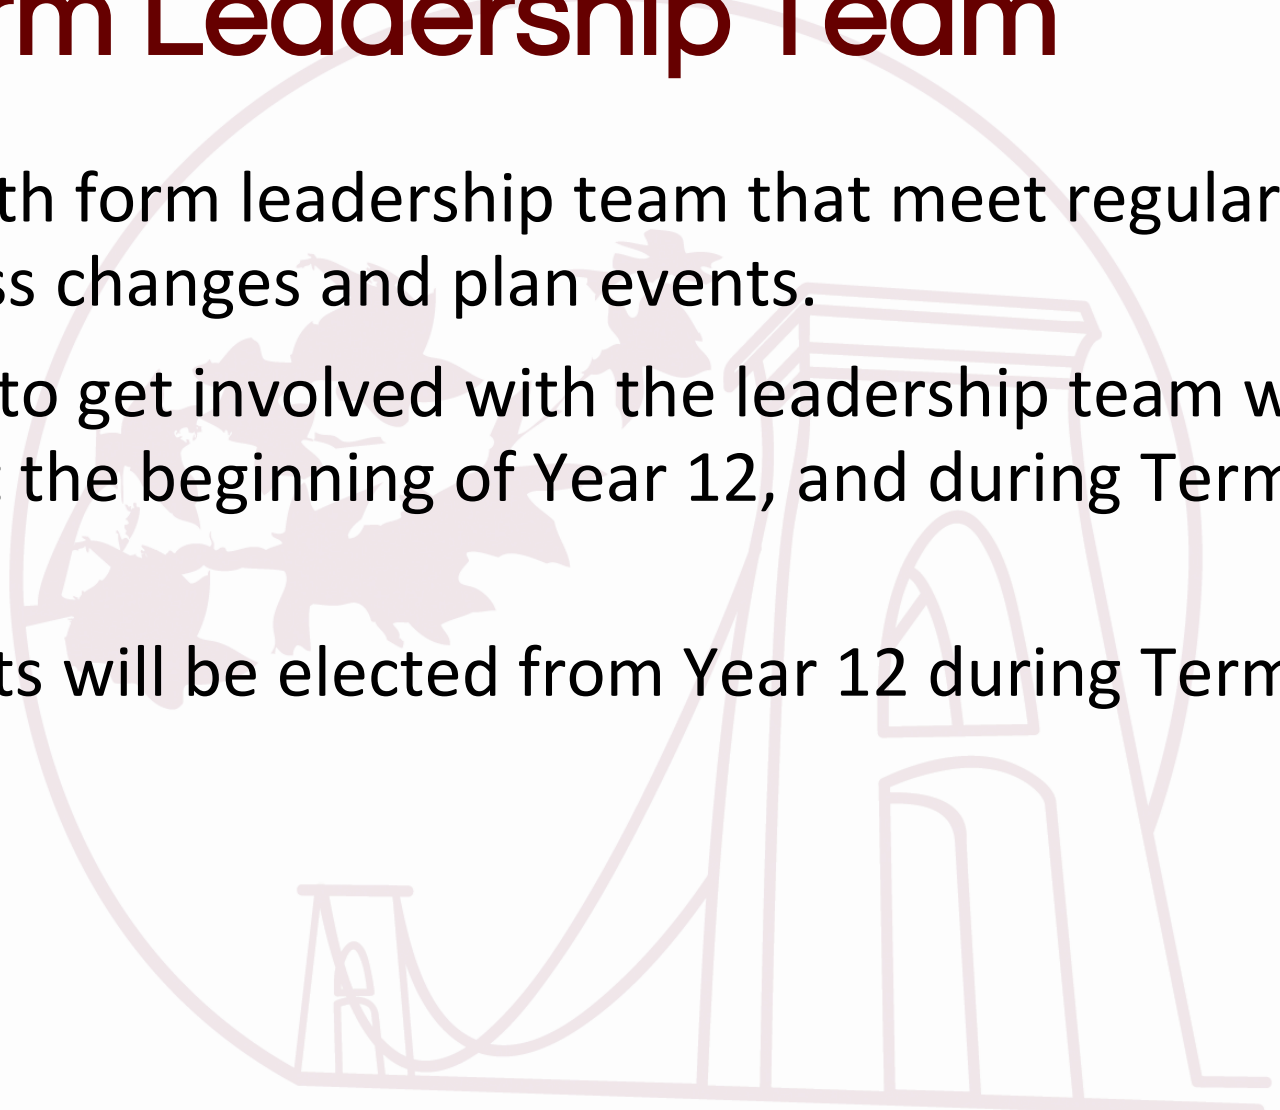 rm Leadership Team
th form leadership team that meet regular
ss changes and plan events.
to get involved with the leadership team w
the beginning of Year 12, and during Term
ts will be elected from Year 12 during Term